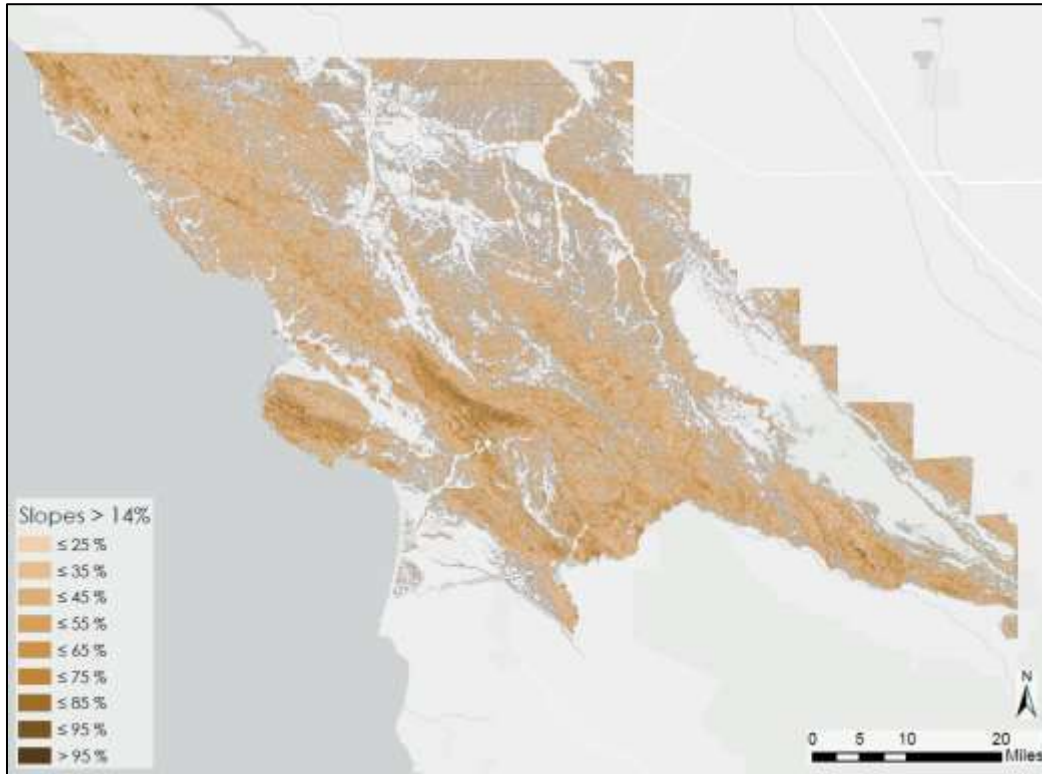 Slopes > 14%
≤ 25 %
≤ 35 %
≤ 45 %
≤ 55 %
≤ 65 %
≤ 75 %
≤ 85 %
≤ 95 %
> 95 %
N
0 5 10 20
Miles